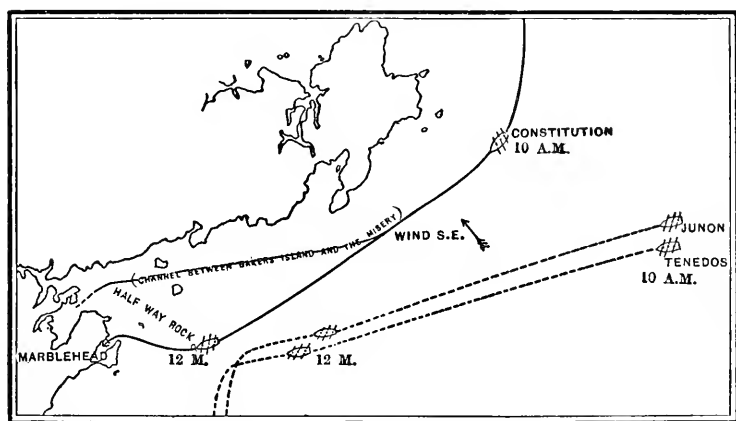 CONSTITUTION
10 A.M.
WIND S.E.
JUNON
TENEDOS
10 A.M.
(CHANNEL BETWEEN BAKERS ISLAND AND THE MISERY)
HALF WAY ROCK
MARBLEHEAD
12 M.
12 M.